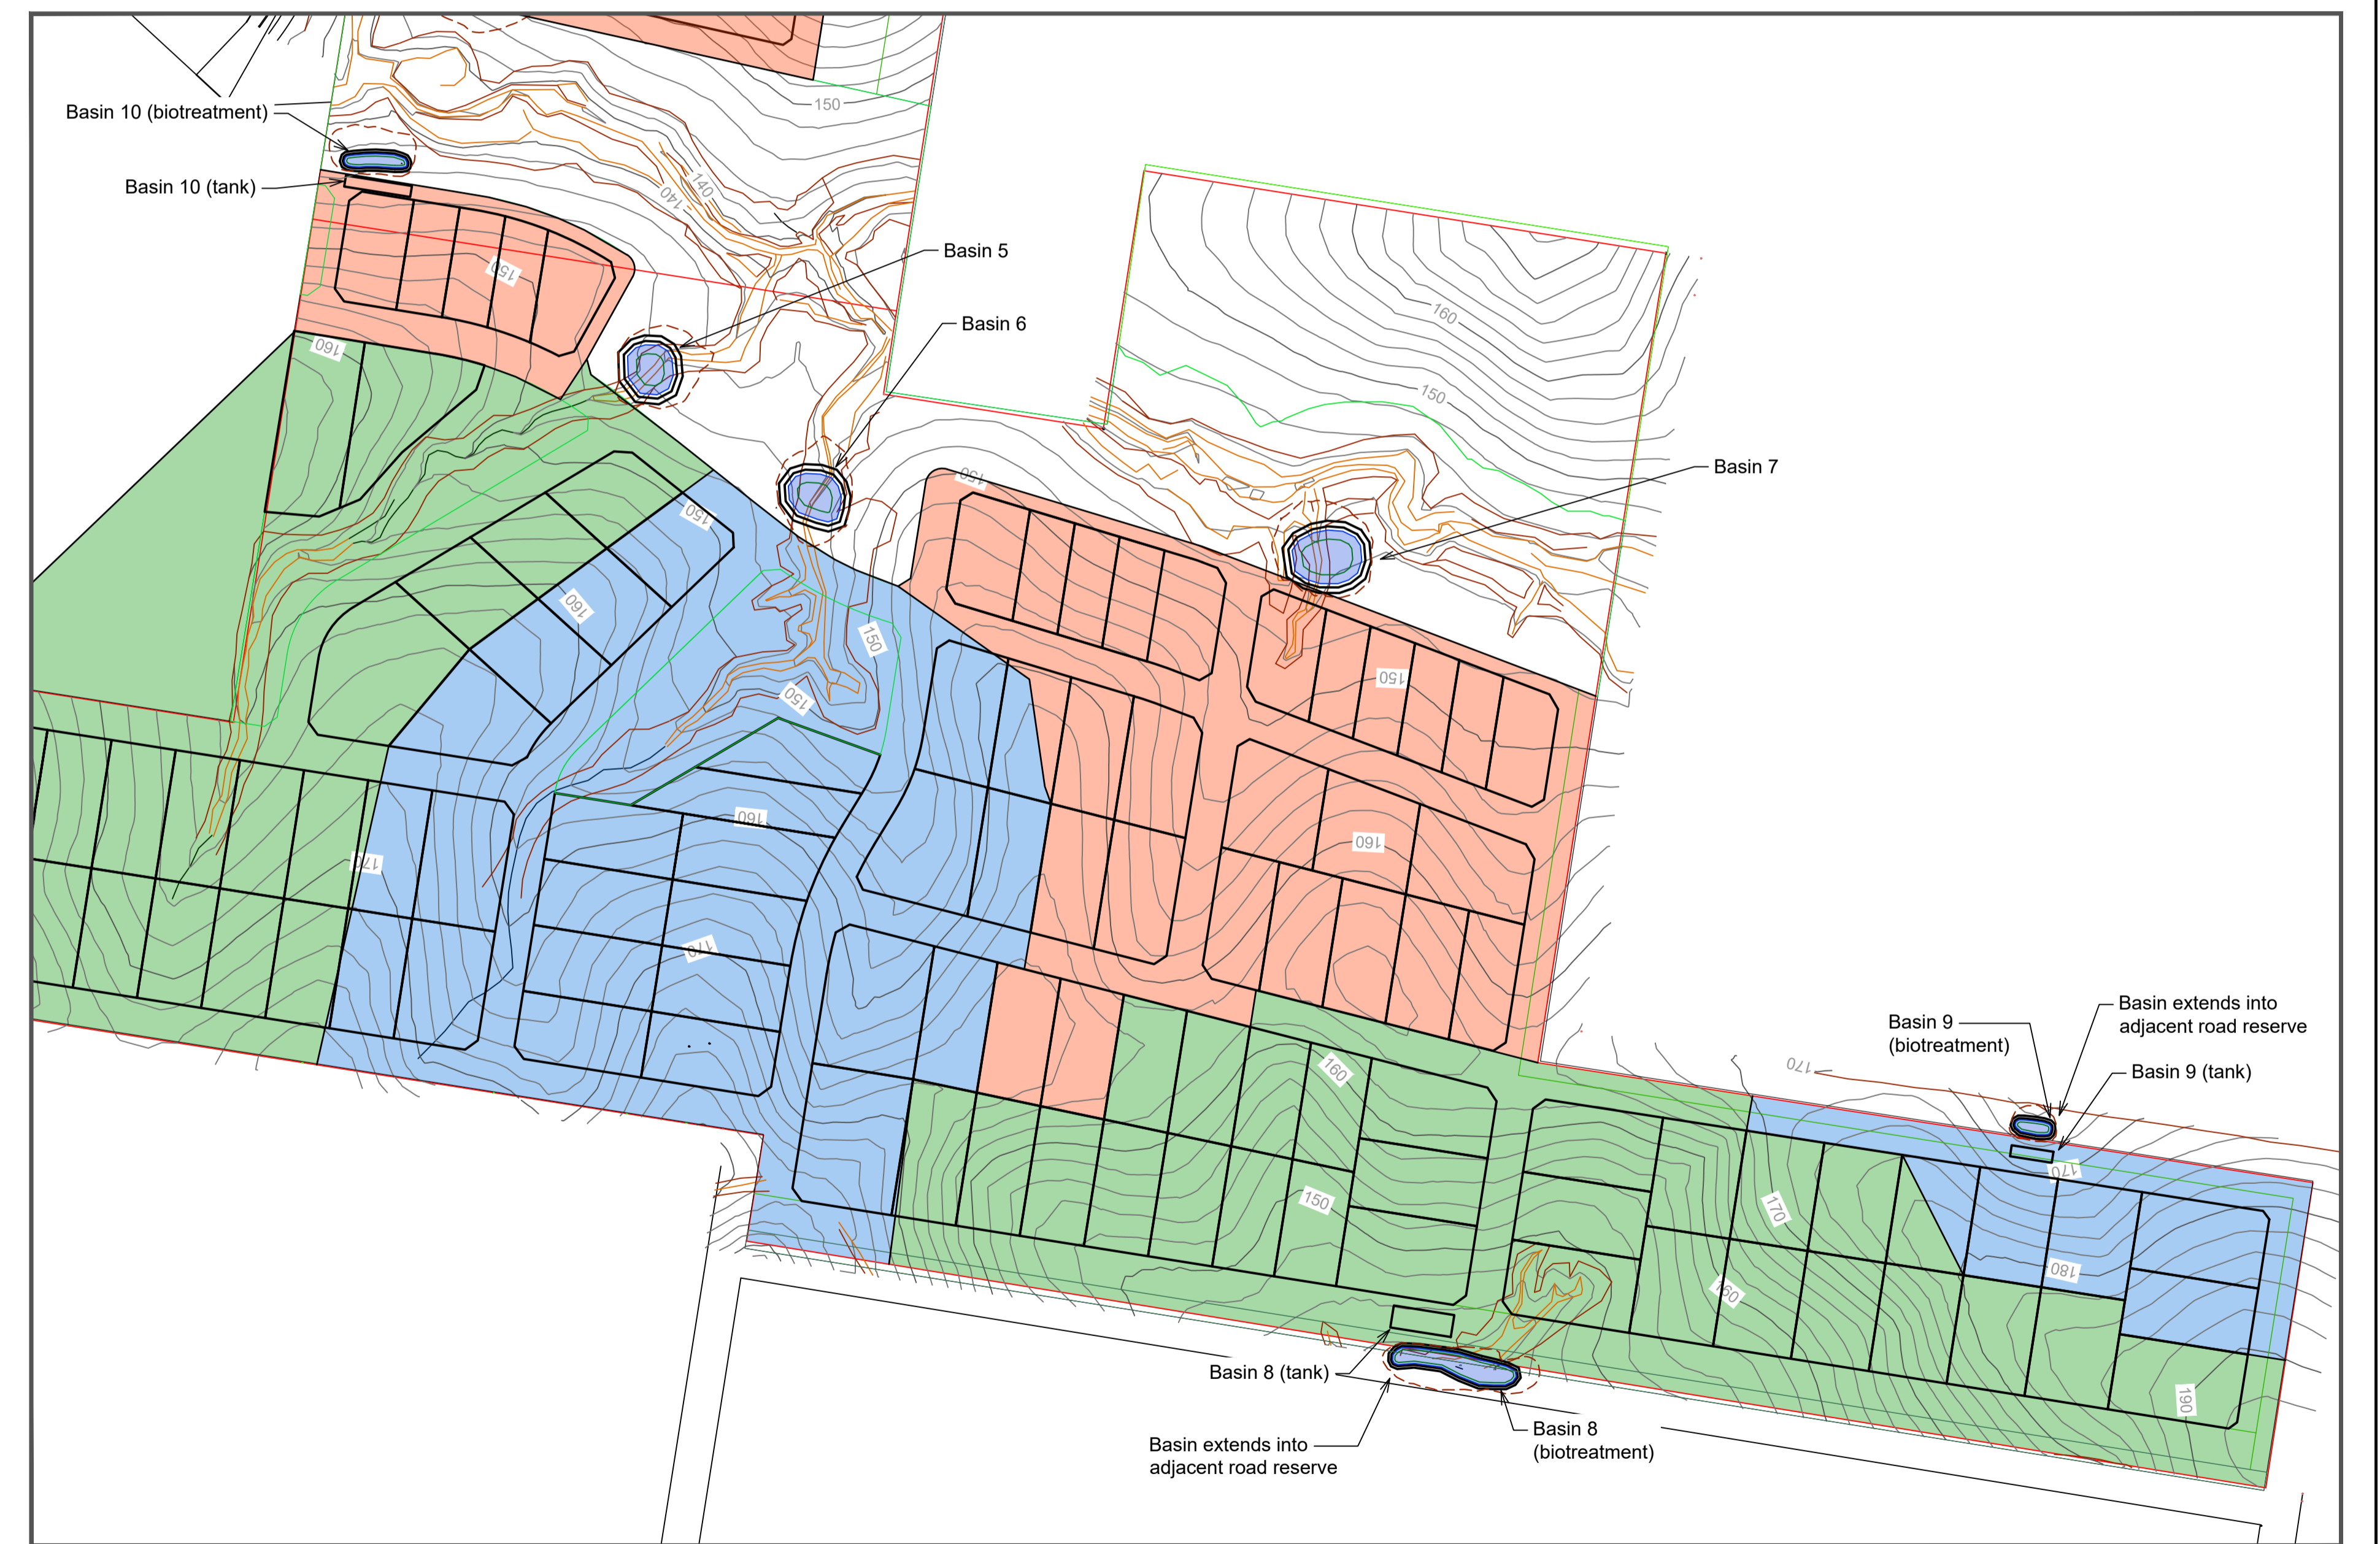 150
Basin 10 (biotreatment)
140
Basin 10 (tank)
140
Basin 5
150
160
Basin 6
160
160
150
Basin 7
150
150
160
150
150
150
160
160
170
170
Basin extends into
adjacent road reserve
Basin 9
(biotreatment)
170
160
Basin 9 (tank)
170
150
170
180
160
Basin 8 (tank)
190
Basin 8
(biotreatment)
Basin extends into
adjacent road reserve